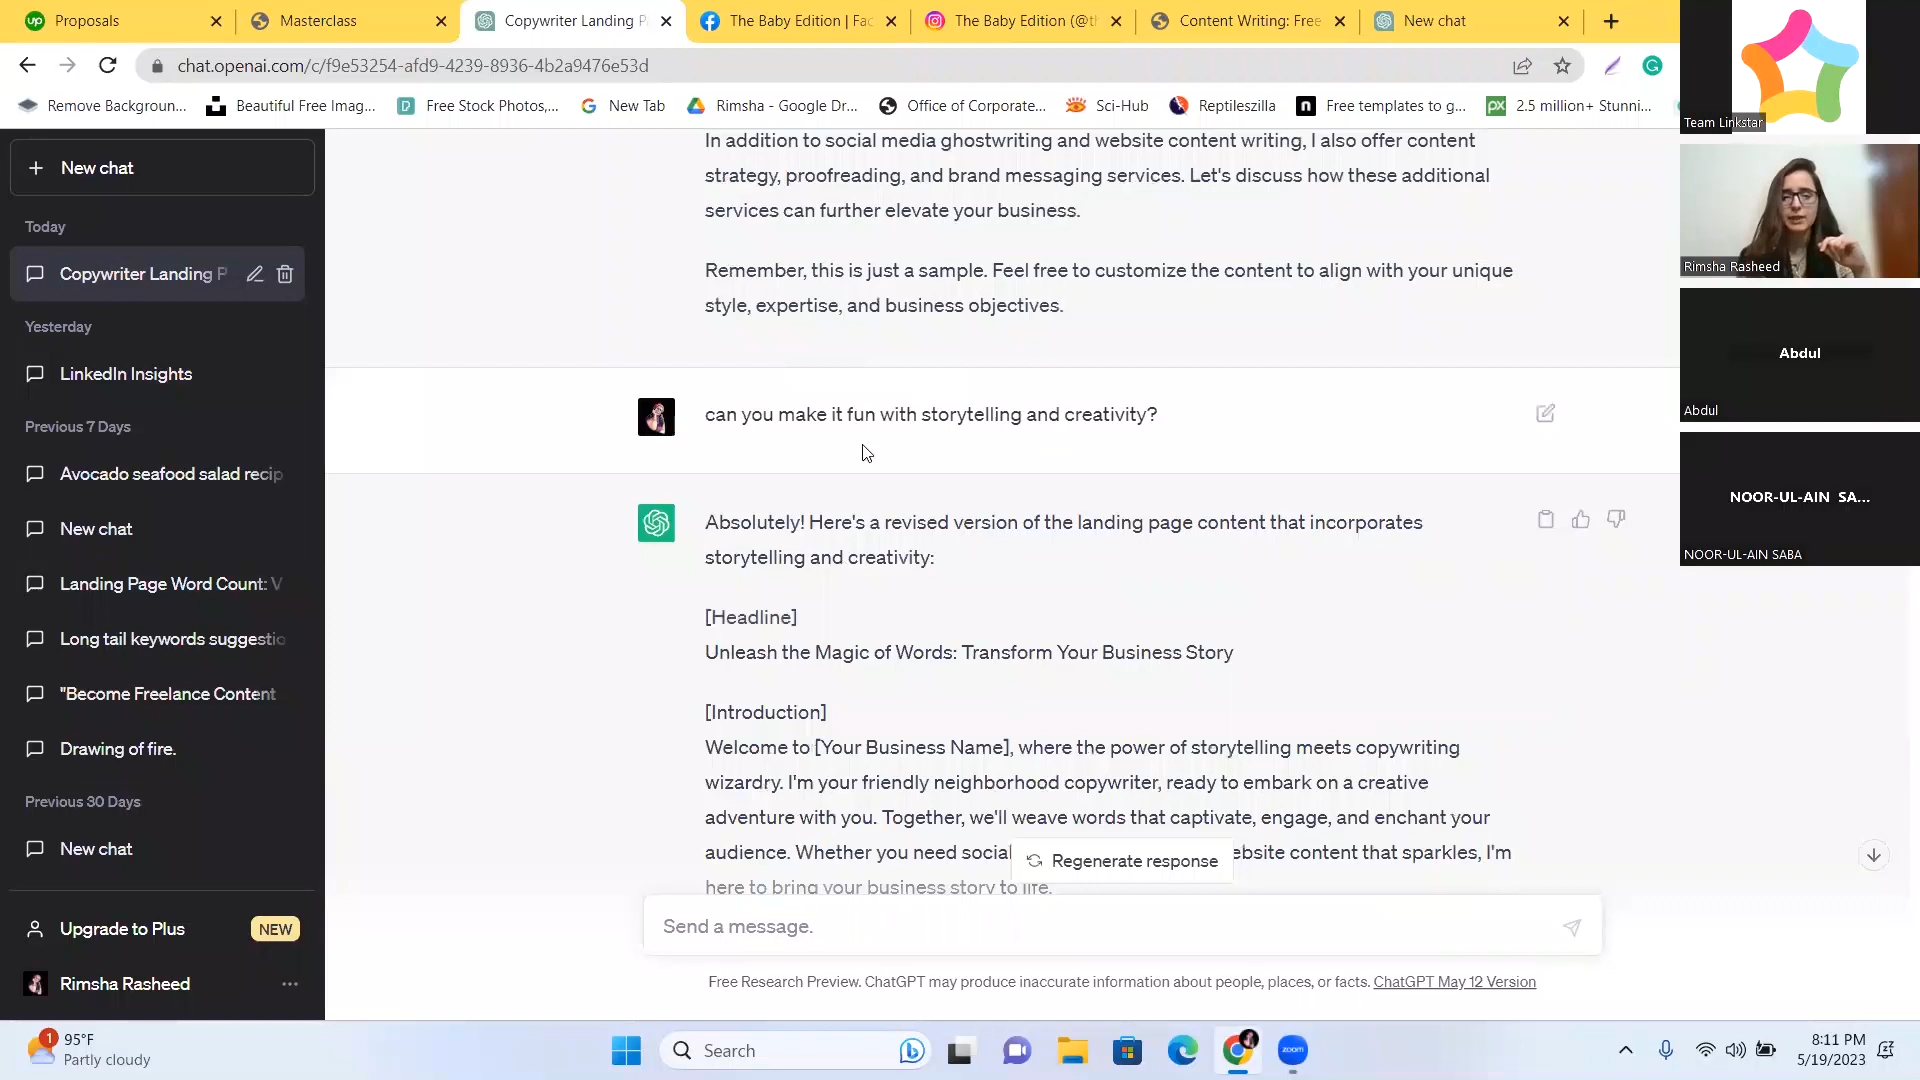 Proposals
Masterclass
Copywriter Landing P
The Baby Edition | Fac
The Baby Edition (@th
Content Writing: Free
New chat
chat.openai.com/c/f9e53254-afd9-4239-8936-4b2a9476e53d
Remove Backgroun...
Beautiful Free Imag...
Free Stock Photos,...
New Tab
Rimsha - Google Dr...
Office of Corporate...
Sci-Hub
Reptileszilla
Free templates to g...
2.5 million+ Stunni...
New chat
Today
Copywriter Landing P
Yesterday
LinkedIn Insights
Previous 7 Days
Avocado seafood salad recip
New chat
Landing Page Word Count: V
Long tail keywords suggestio
"Become Freelance Content
Drawing of fire.
Previous 30 Days
New chat
Upgrade to Plus
NEW
Rimsha Rasheed
In addition to social media ghostwriting and website content writing, I also offer content
strategy, proofreading, and brand messaging services. Let's discuss how these additional
services can further elevate your business.
Remember, this is just a sample. Feel free to customize the content to align with your unique
style, expertise, and business objectives.
can you make it fun with storytelling and creativity?
Absolutely! Here's a revised version of the landing page content that incorporates
storytelling and creativity:
[Headline]
Unleash the Magic of Words: Transform Your Business Story
[Introduction]
Welcome to [Your Business Name], where the power of storytelling meets copywriting
wizardry. I'm your friendly neighborhood copywriter, ready to embark on a creative
adventure with you. Together, we'll weave words that captivate, engage, and enchant your
audience. Whether you need social
ebsite content that sparkles, I'm
here to bring your business story to life.
Regenerate response
Send a message.
Free Research Preview. ChatGPT may produce inaccurate information about people, places, or facts. ChatGPT May 12 Version
Team Linkstar
Rimsha Rasheed
Abdul
Abdul
NOOR-UL-AIN SA...
NOOR-UL-AIN SABA
1
95°F
Partly cloudy
Search
zoom
8:11 PM
5/19/2023